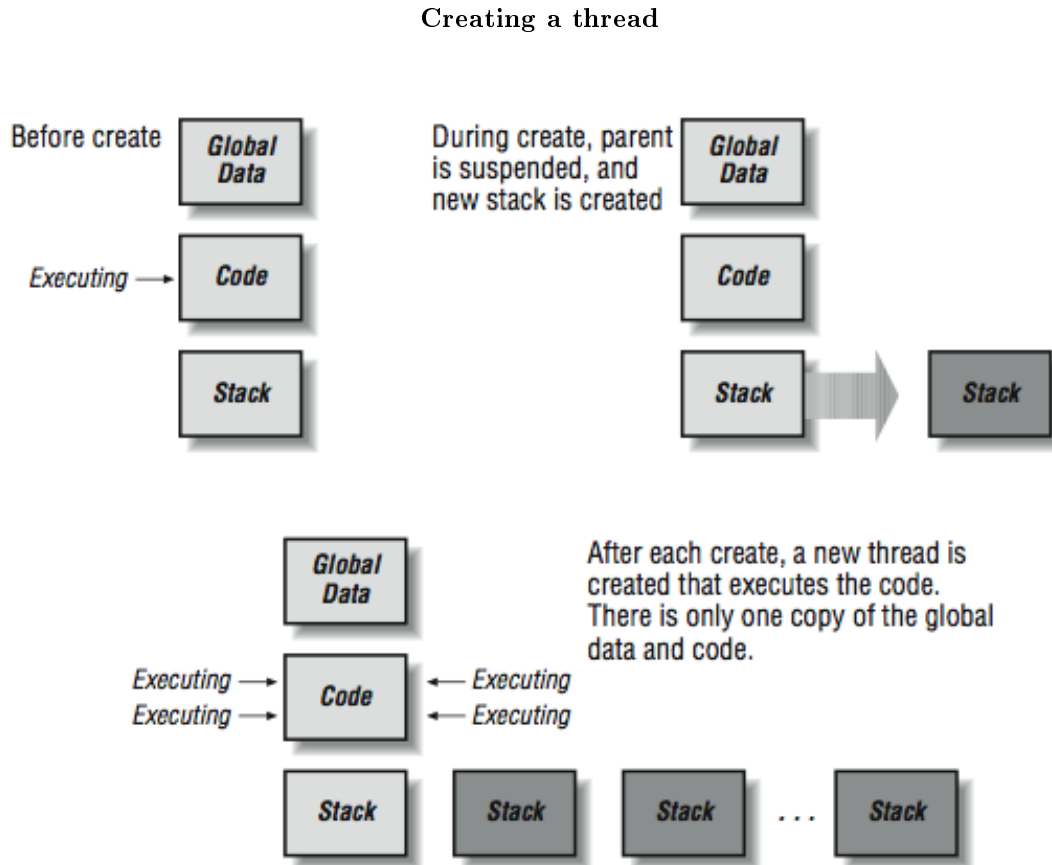 Creating a thread
Before create
Global
Data
Executing
Code
Stack
During create, parent
is suspended, and
new stack is created
Global
Data
Code
Stack
Stack
Global
Data
After each create, a new thread is
created that executes the code.
There is only one copy of the global
data and code.
Executing
Executing
Code
Executing
Executing
Stack
Stack
Stack
...
Stack